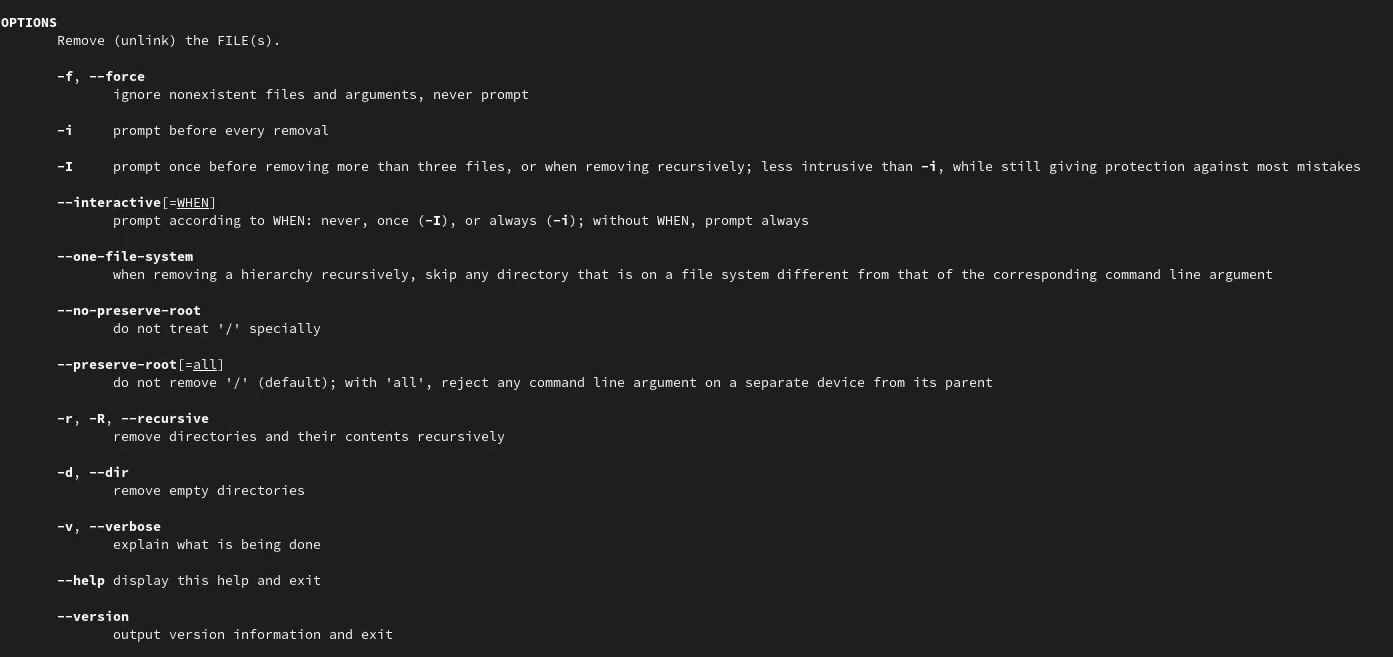 OPTIONS
Remove (unlink) the FILE(s).
-f, --force
ignore nonexistent files and arguments, never prompt
-i     prompt before every removal
-I     prompt once before removing more than three files, or when removing recursively; less intrusive than -i, while still giving protection against most mistakes
--interactive[=WHEN]
prompt according to WHEN: never, once (-I), or always (-i); without WHEN, prompt always
--one-file-system
when removing a hierarchy recursively, skip any directory that is on a file system different from that of the corresponding command line argument
--no-preserve-root
do not treat '/' specially
--preserve-root[=all]
do not remove '/' (default); with 'all', reject any command line argument on a separate device from its parent
-r, -R, --recursive
remove directories and their contents recursively
-d, --dir
remove empty directories
-v, --verbose
explain what is being done
--help display this help and exit
--version
output version information and exit